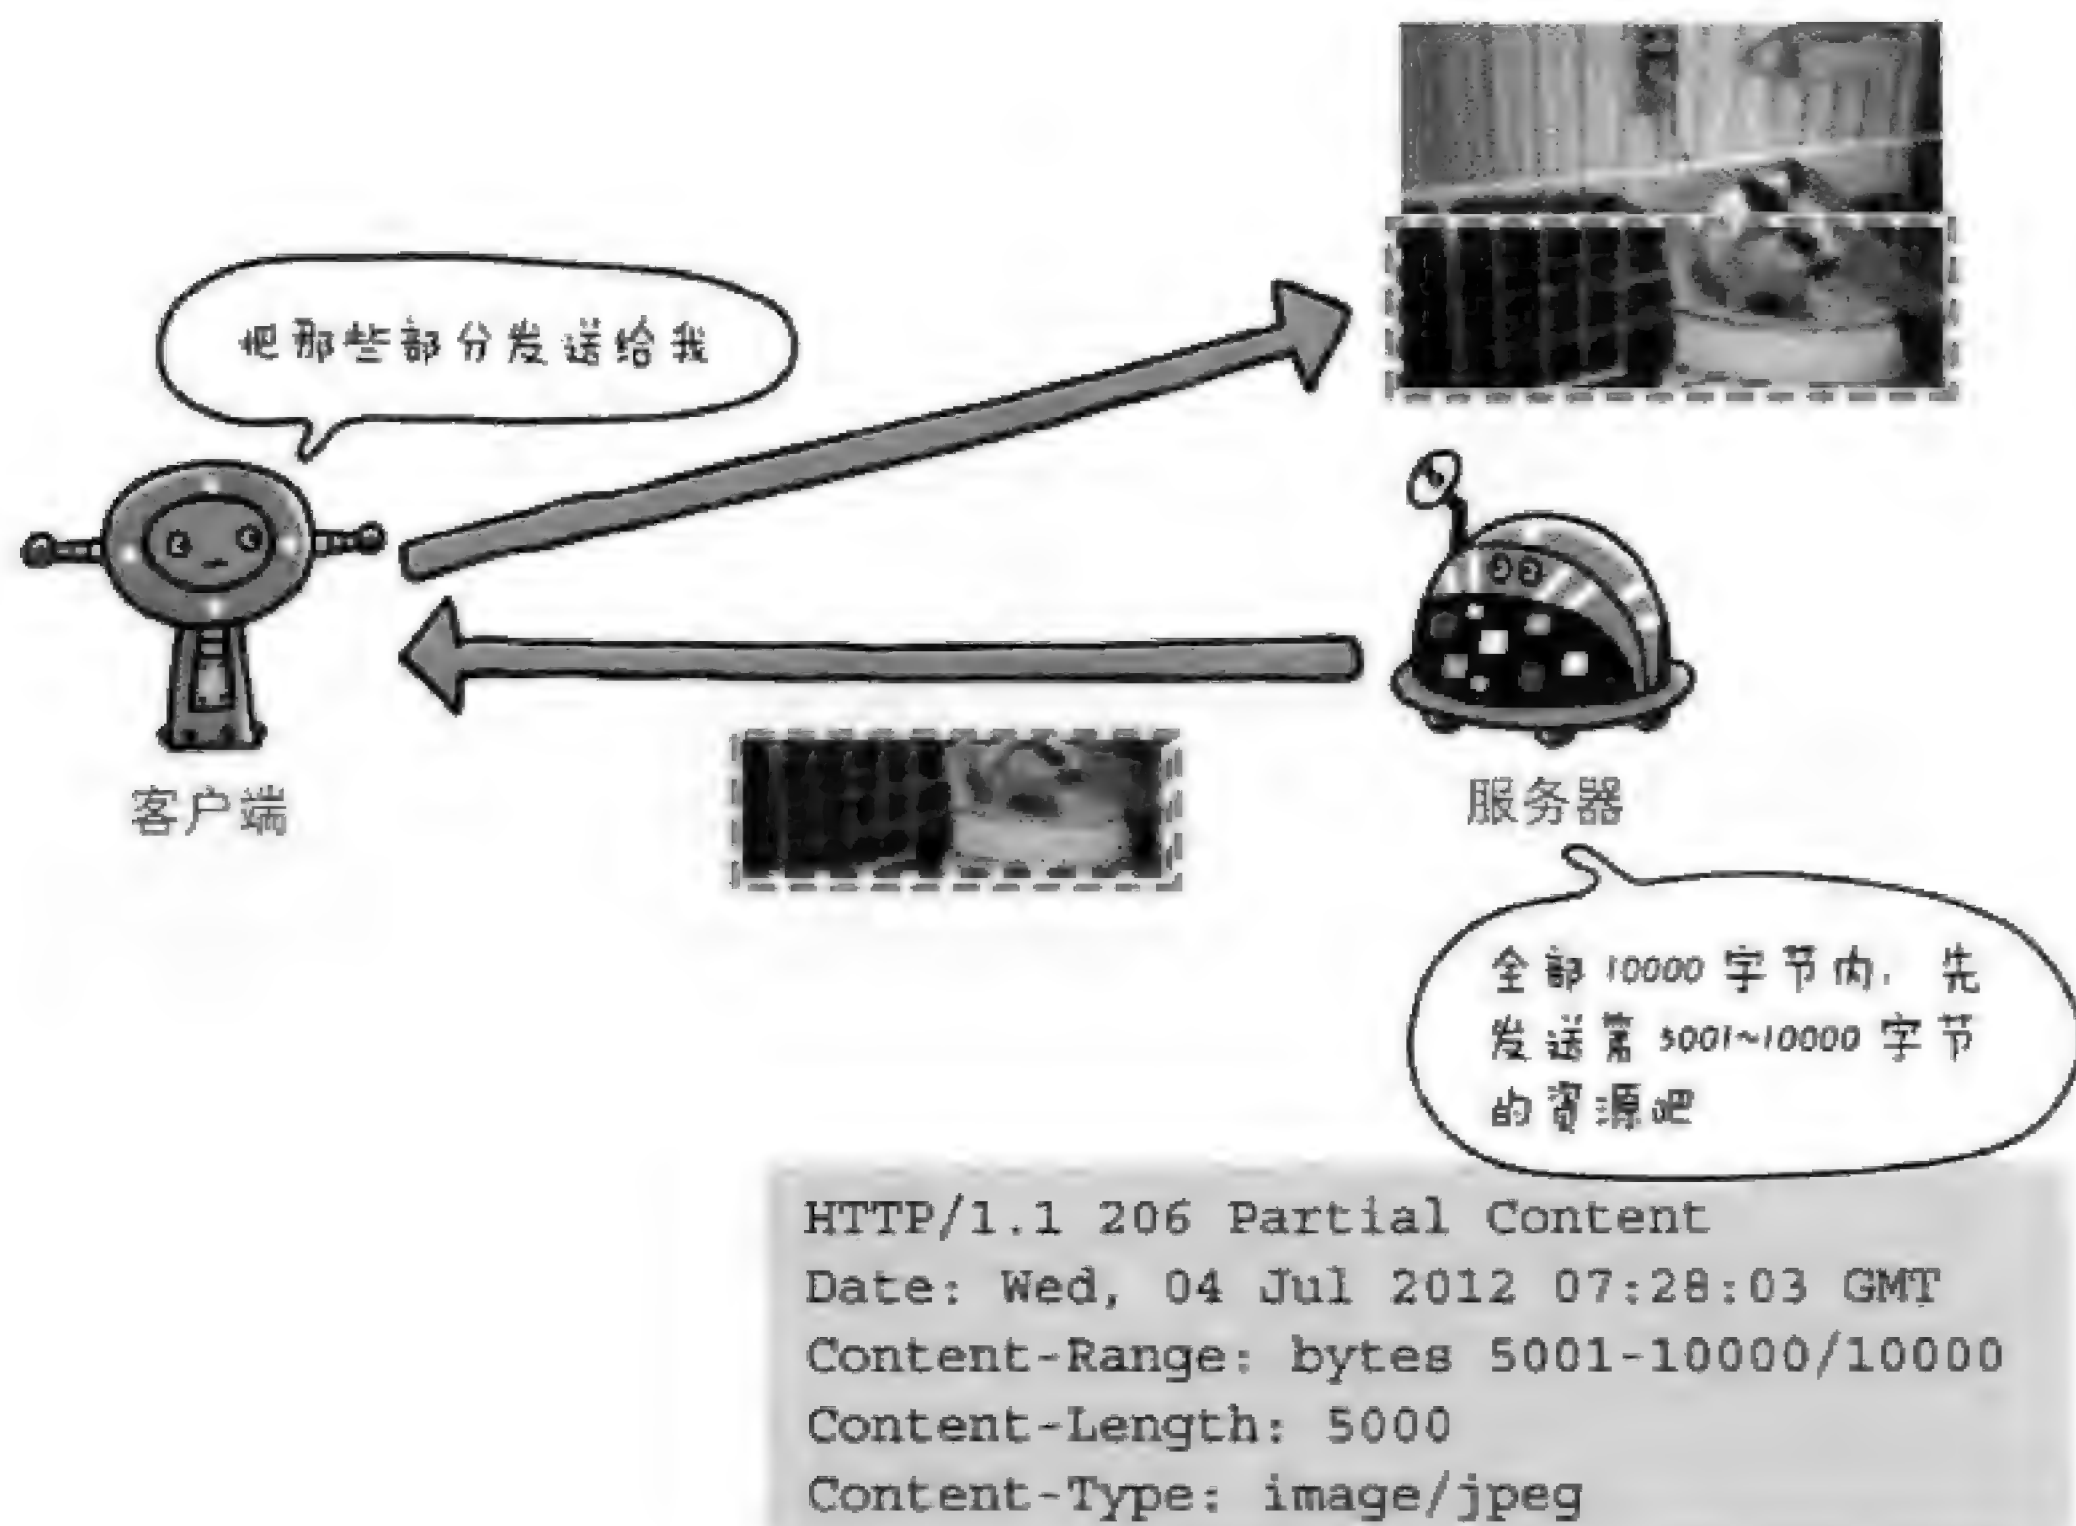 把那些部分发送给我
客户端
服务器
全部 10000 字节内，先
发送第 5001~10000 字节
的资源吧
HTTP/1.1 206 Partial Content
Date: Wed, 04 Jul 2012 07:28:03 GMT
Content-Range: bytes 5001-10000/10000
Content-Length: 5000
Content-Type: image/jpeg